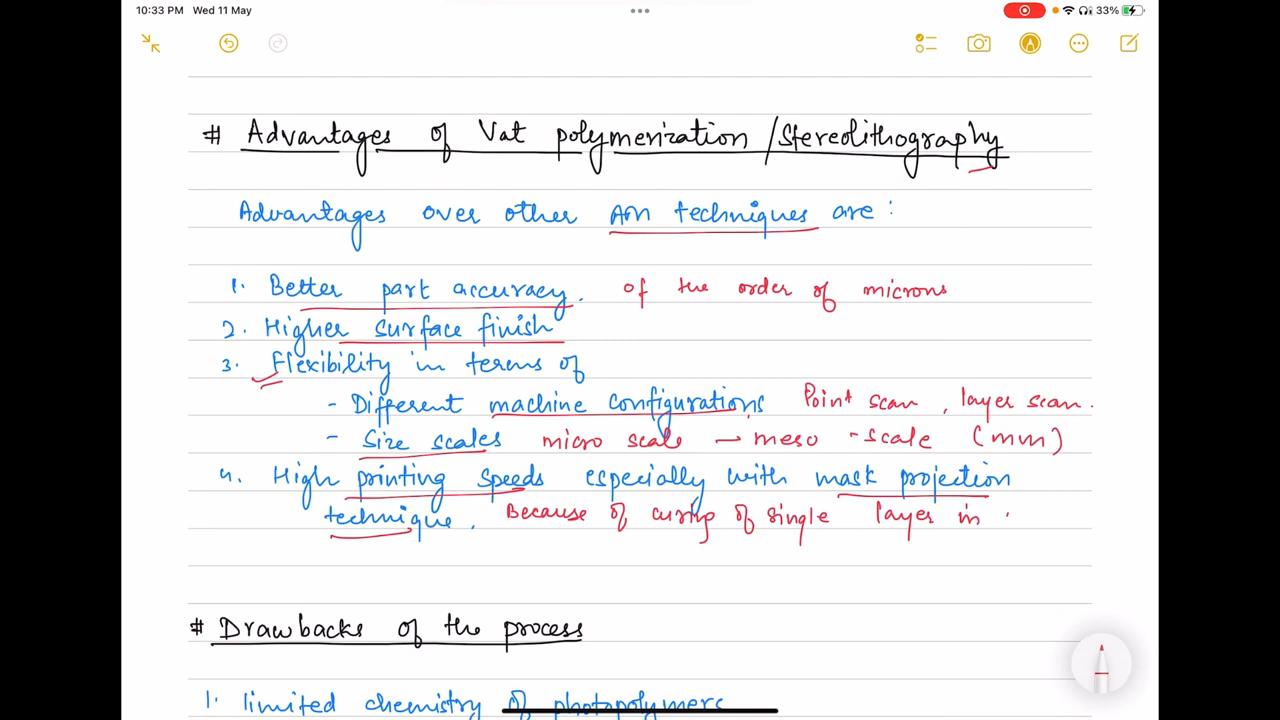 10:33 PM Wed 11 May
33%
# Advantages of Vat polymerization /Stereolithography
Advantages over other AM techniques are :
1. Better part accuracy. of the order of microns
2. Higher surface finish
3. Flexibility in terms of
- Different machine configurations Point scan , layer scan.
- Size scales micro scale — meso -scale (mm)
4. High printing speeds especially with mask projection
technique. Because of curing of single layer in
# Drawbacks of the process
1. limited chemistry of photopolymers